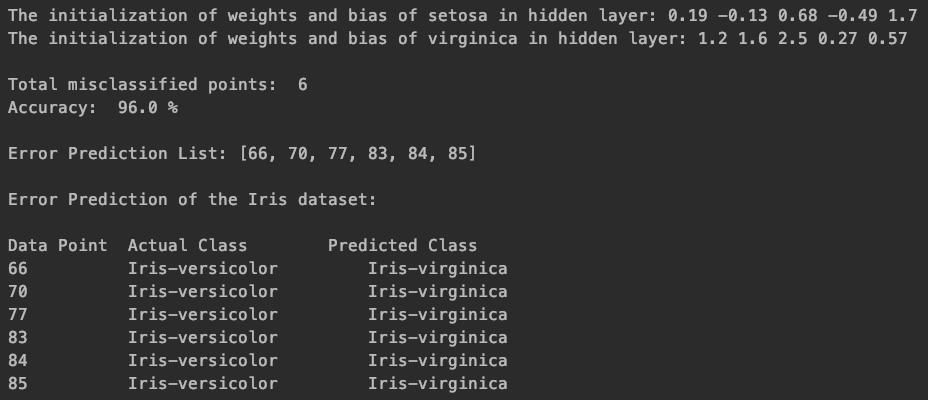 The initialization of weights and bias of setosa in hidden layer: 0.19 -0.13 0.68 -0.49 1.7
The initialization of weights and bias of virginica in hidden layer: 1.2 1.6 2.5 0.27 0.57
Total misclassified points:  6
Accuracy:  96.0 %
Error Prediction List: [66, 70, 77, 83, 84, 85]
Error Prediction of the Iris dataset:
Data Point  Actual Class        Predicted Class
66          Iris-versicolor         Iris-virginica
70          Iris-versicolor         Iris-virginica
77          Iris-versicolor         Iris-virginica
83          Iris-versicolor         Iris-virginica
84          Iris-versicolor         Iris-virginica
85          Iris-versicolor         Iris-virginica